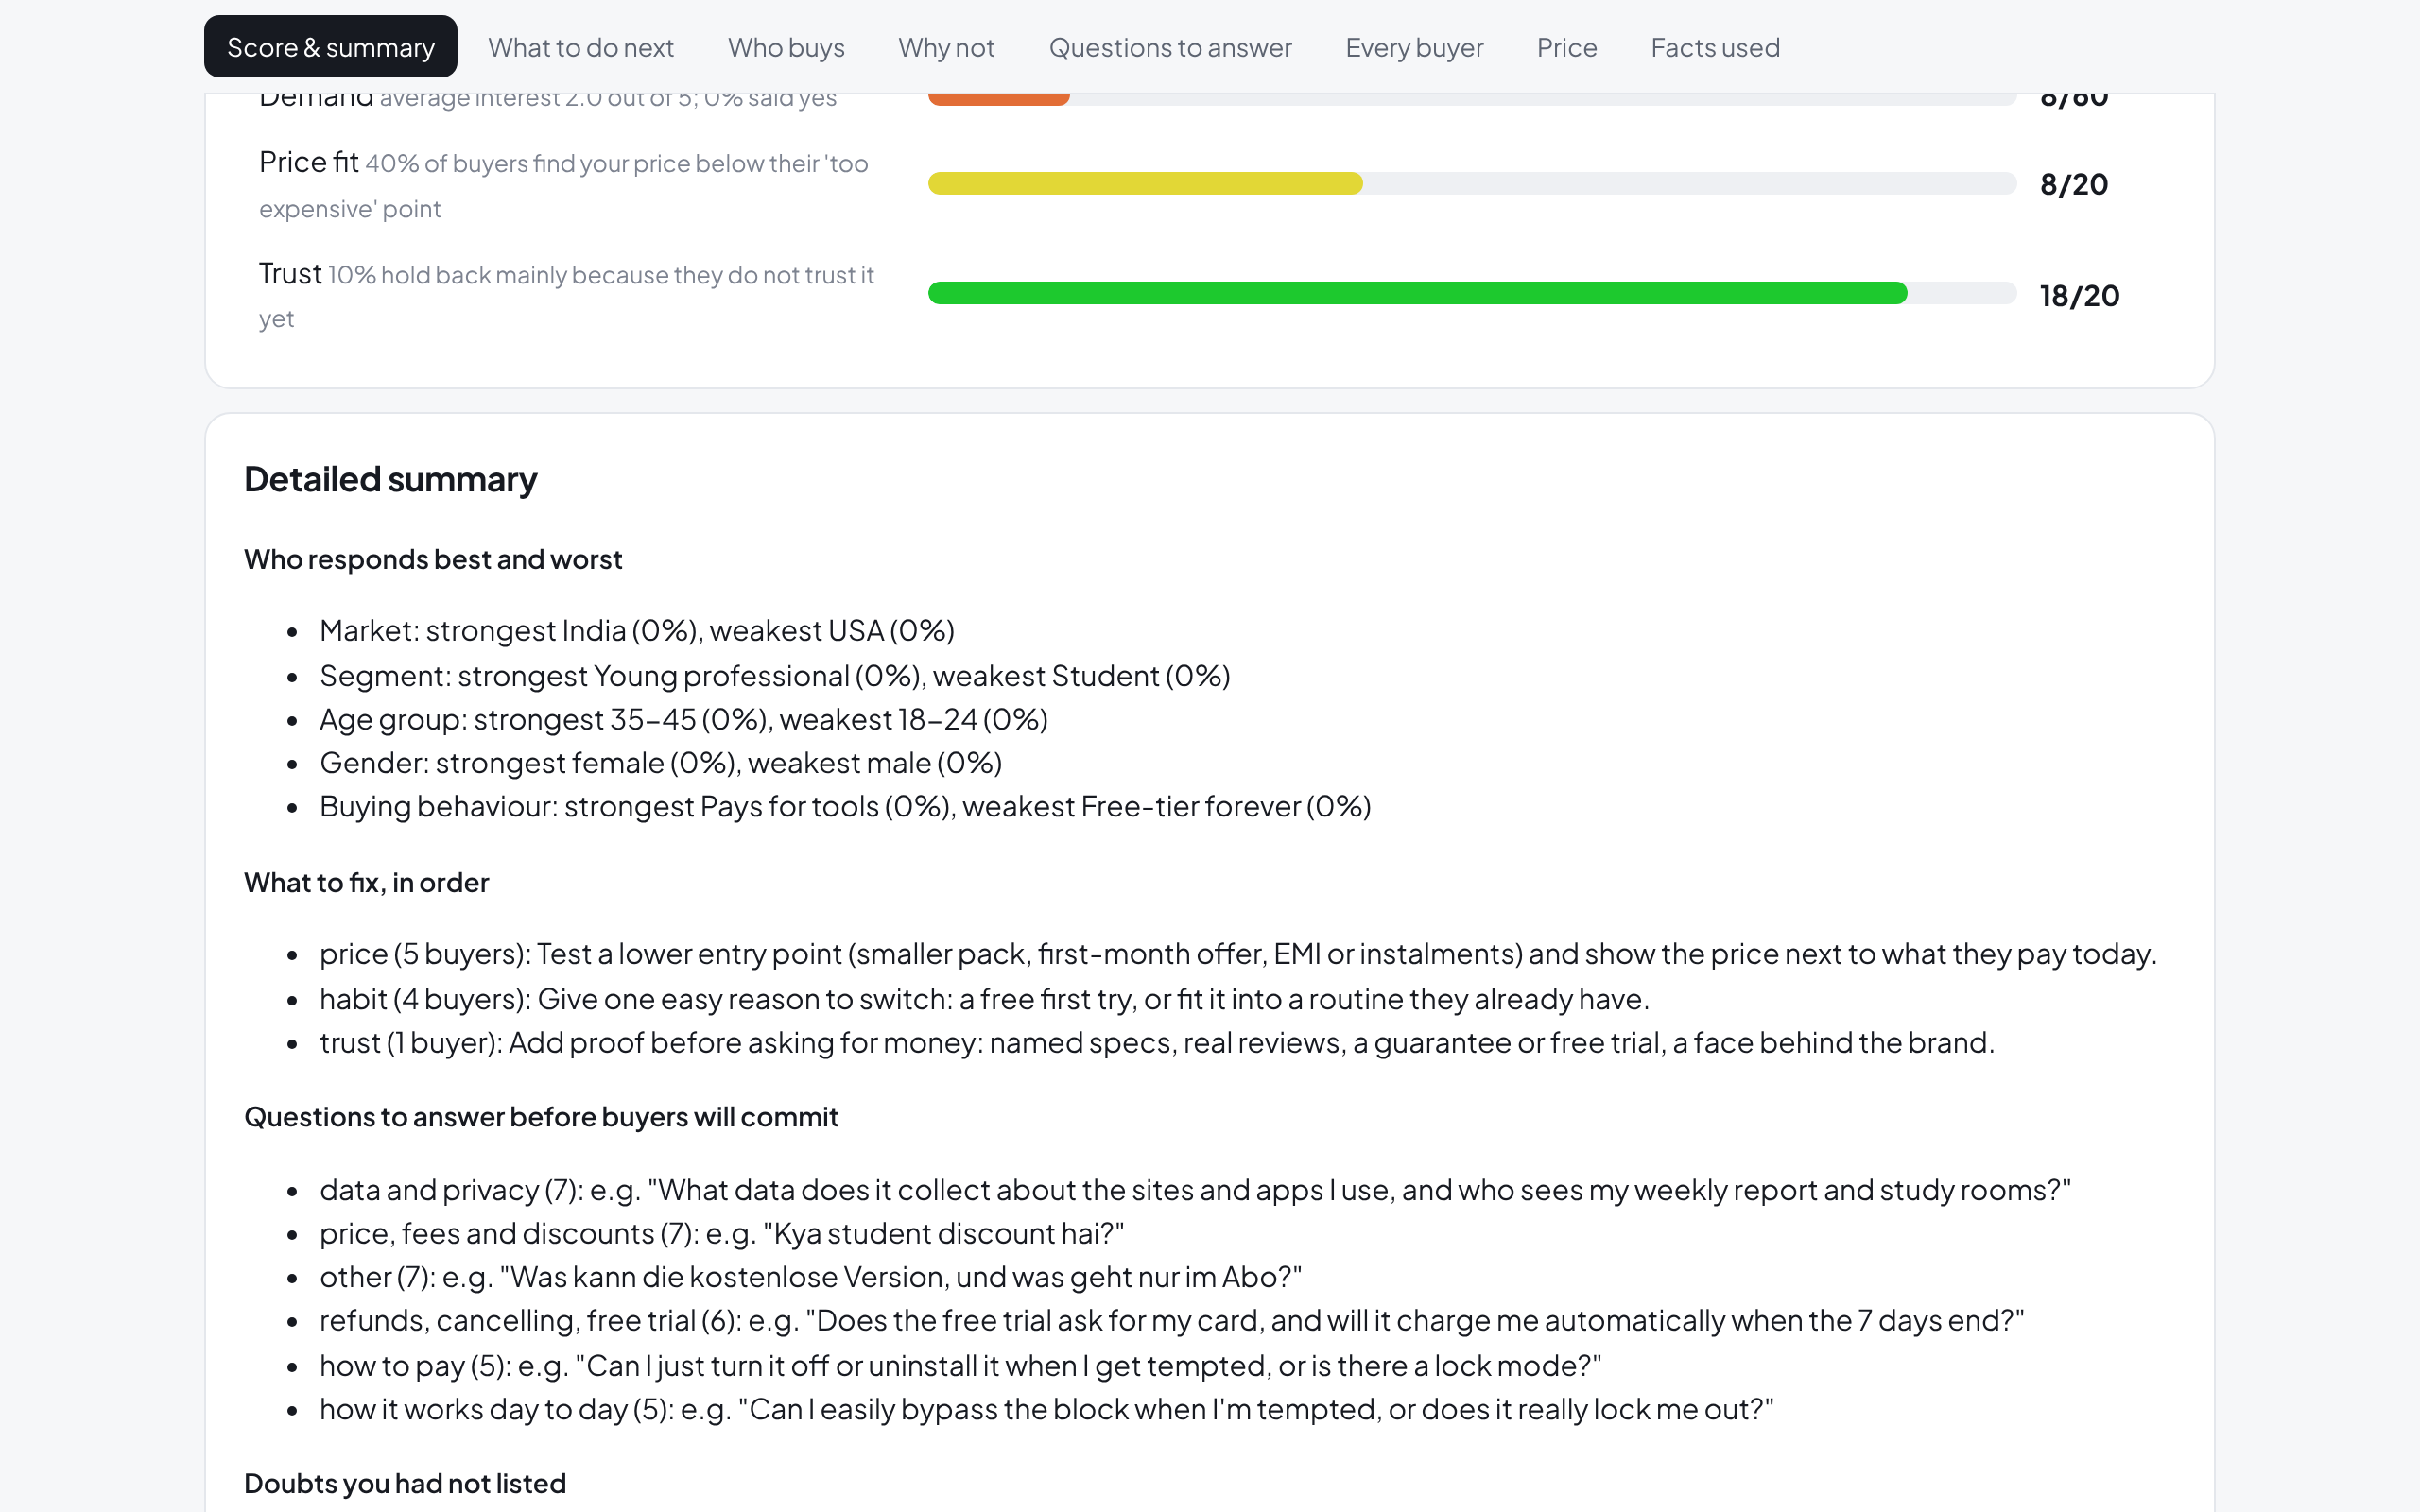 Score & summary
What to do next
Who buys
Why not
Questions to answer
Every buyer
Price
Facts used
Demand average interest 2.0 out of 5; 0% said yes
8/60
Price fit 40% of buyers find your price below their 'too
expensive' point
8/20
Trust 10% hold back mainly because they do not trust it
yet
18/20
Detailed summary
Who responds best and worst
• Market: strongest India (0%), weakest USA (0%)
• Segment: strongest Young professional (0%), weakest Student (0%)
• Age group: strongest 35–45 (0%), weakest 18–24 (0%)
• Gender: strongest female (0%), weakest male (0%)
• Buying behaviour: strongest Pays for tools (0%), weakest Free-tier forever (0%)
What to fix, in order
• price (5 buyers): Test a lower entry point (smaller pack, first-month offer, EMI or instalments) and show the price next to what they pay today.
• habit (4 buyers): Give one easy reason to switch: a free first try, or fit it into a routine they already have.
• trust (1 buyer): Add proof before asking for money: named specs, real reviews, a guarantee or free trial, a face behind the brand.
Questions to answer before buyers will commit
• data and privacy (7): e.g. "What data does it collect about the sites and apps I use, and who sees my weekly report and study rooms?"
• price, fees and discounts (7): e.g. "Kya student discount hai?"
• other (7): e.g. "Was kann die kostenlose Version, und was geht nur im Abo?"
• refunds, cancelling, free trial (6): e.g. "Does the free trial ask for my card, and will it charge me automatically when the 7 days end?"
• how to pay (5): e.g. "Can I just turn it off or uninstall it when I get tempted, or is there a lock mode?"
• how it works day to day (5): e.g. "Can I easily bypass the block when I'm tempted, or does it really lock me out?"
Doubts you had not listed